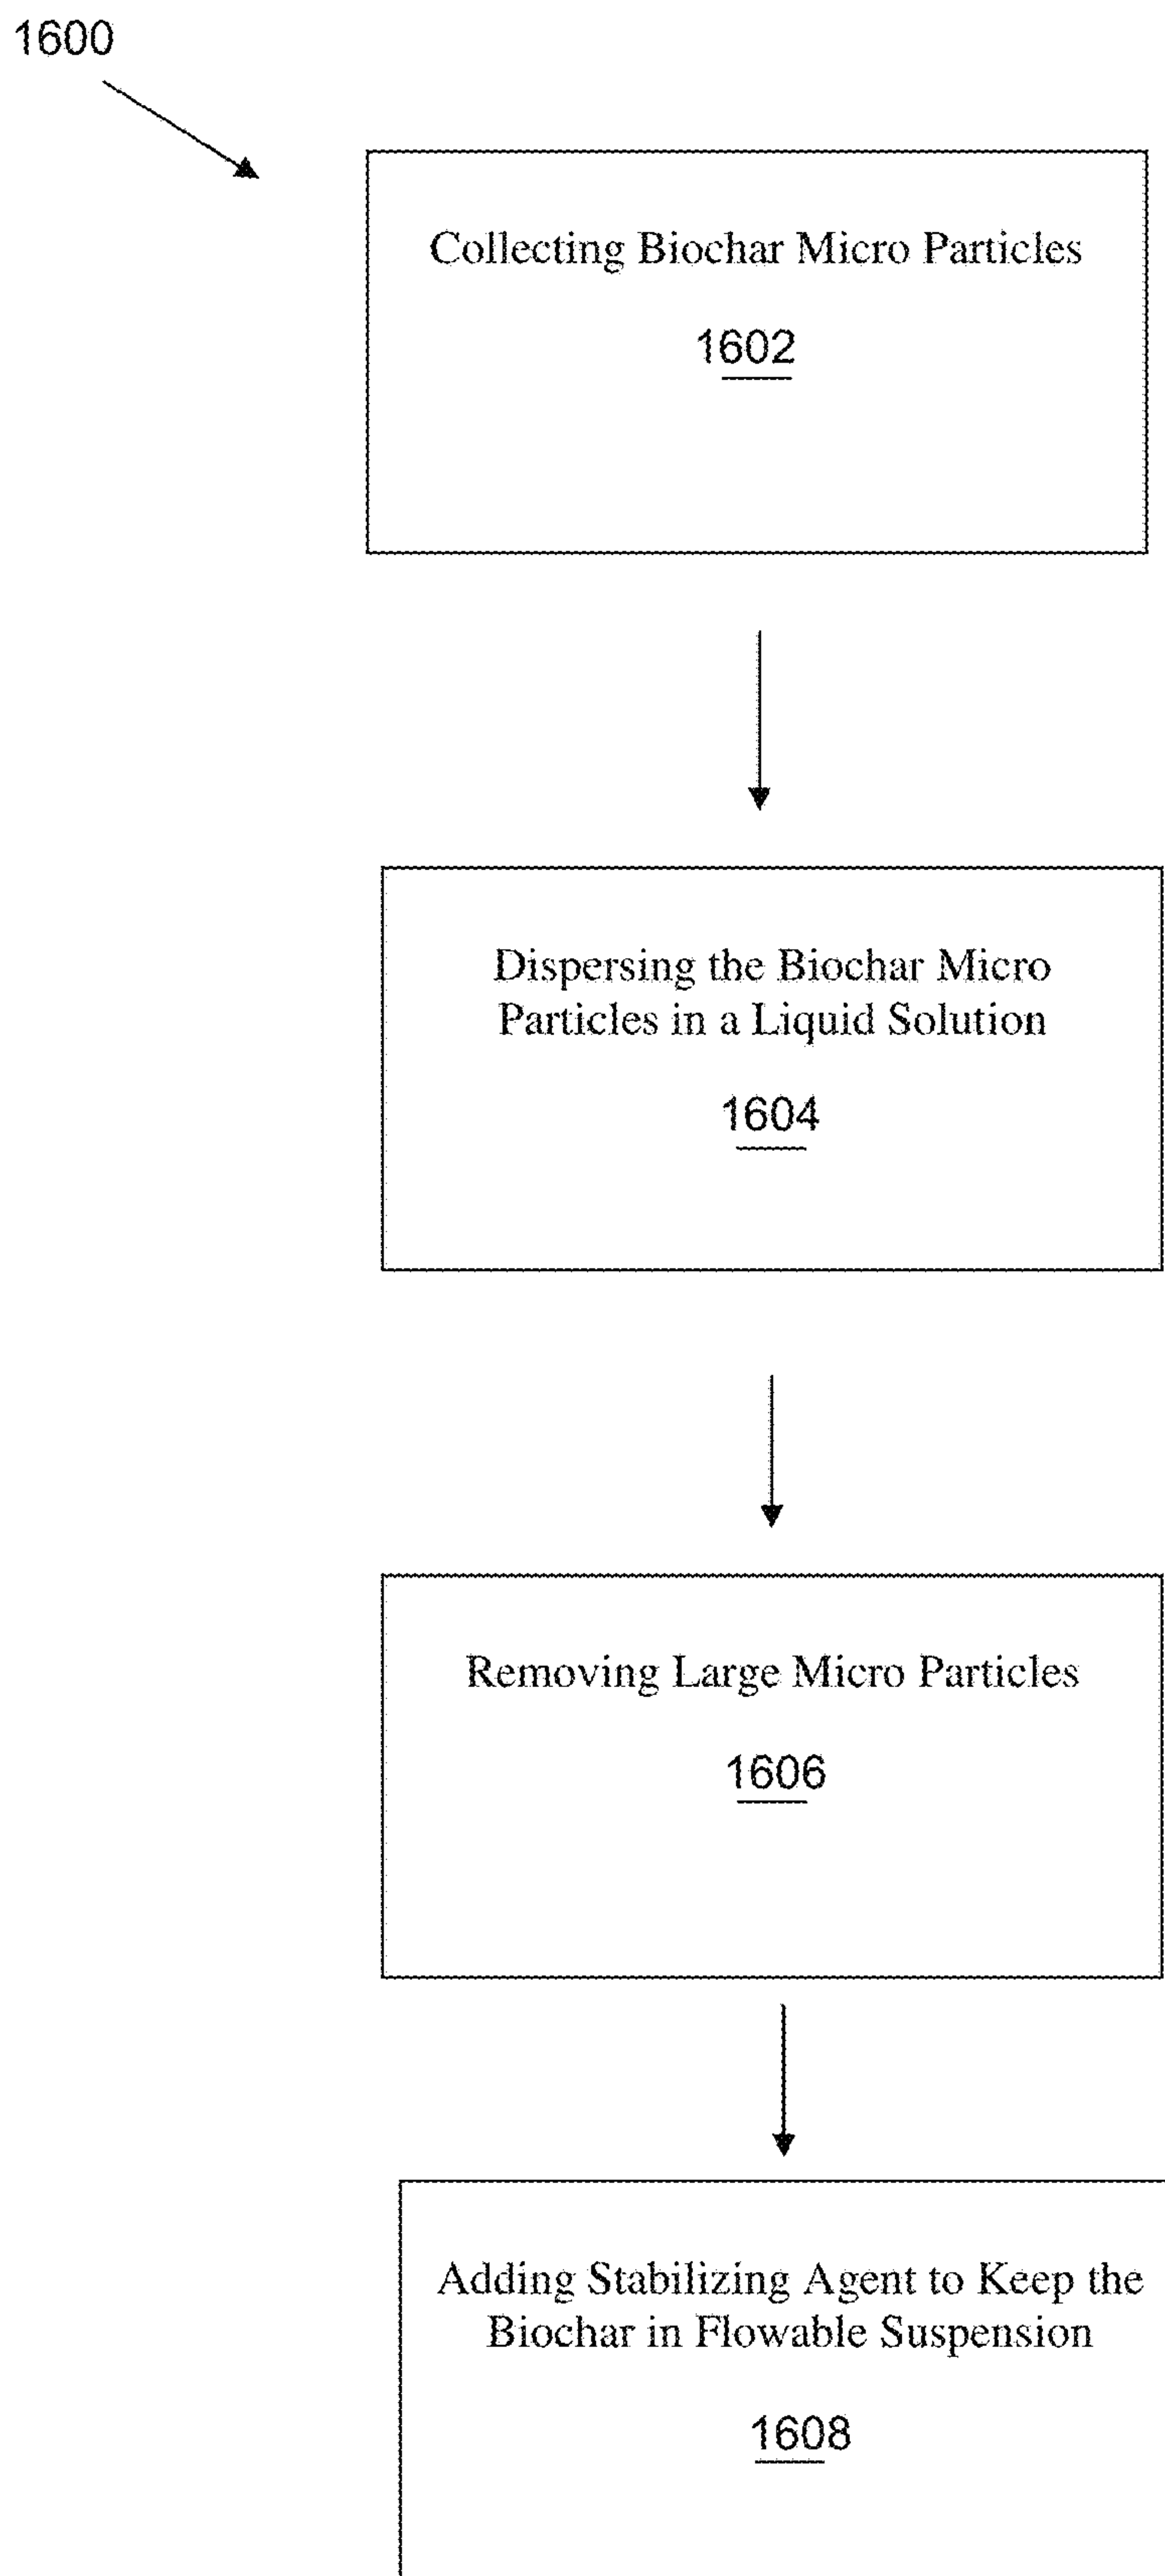 1600
Collecting Biochar Micro Particles
1602
Dispersing the Biochar Micro
Particles in a Liquid Solution
1604
Removing Large Micro Particles
1606
Adding Stabilizing Agent to Keep the
Biochar in Flowable Suspension
1608